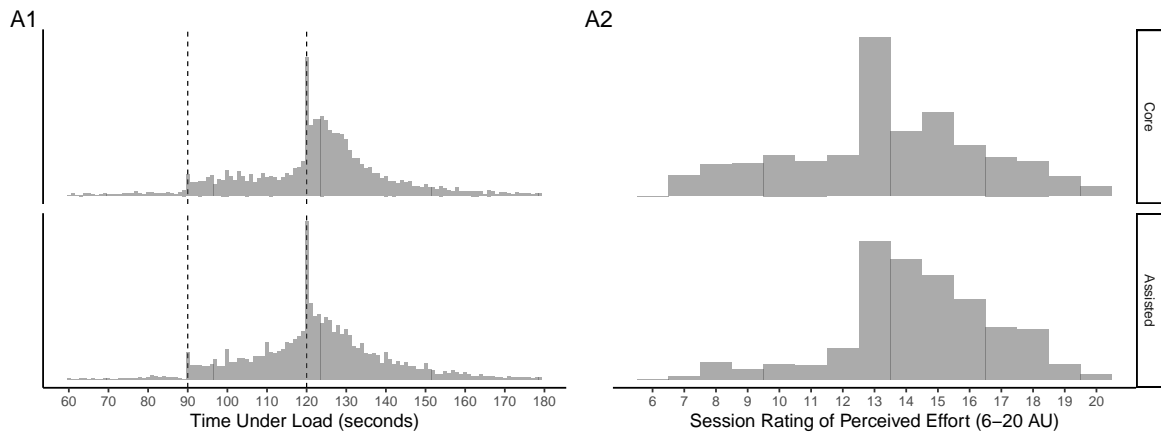 A1
A2
Core
Assisted
60 70 80 90 100 110 120 130 140 150 160 170 180
6 7 8 9 10 11 12 13 14 15 16 17 18 19 20
Time Under Load (seconds)
Session Rating of Perceived Effort (6–20 AU)